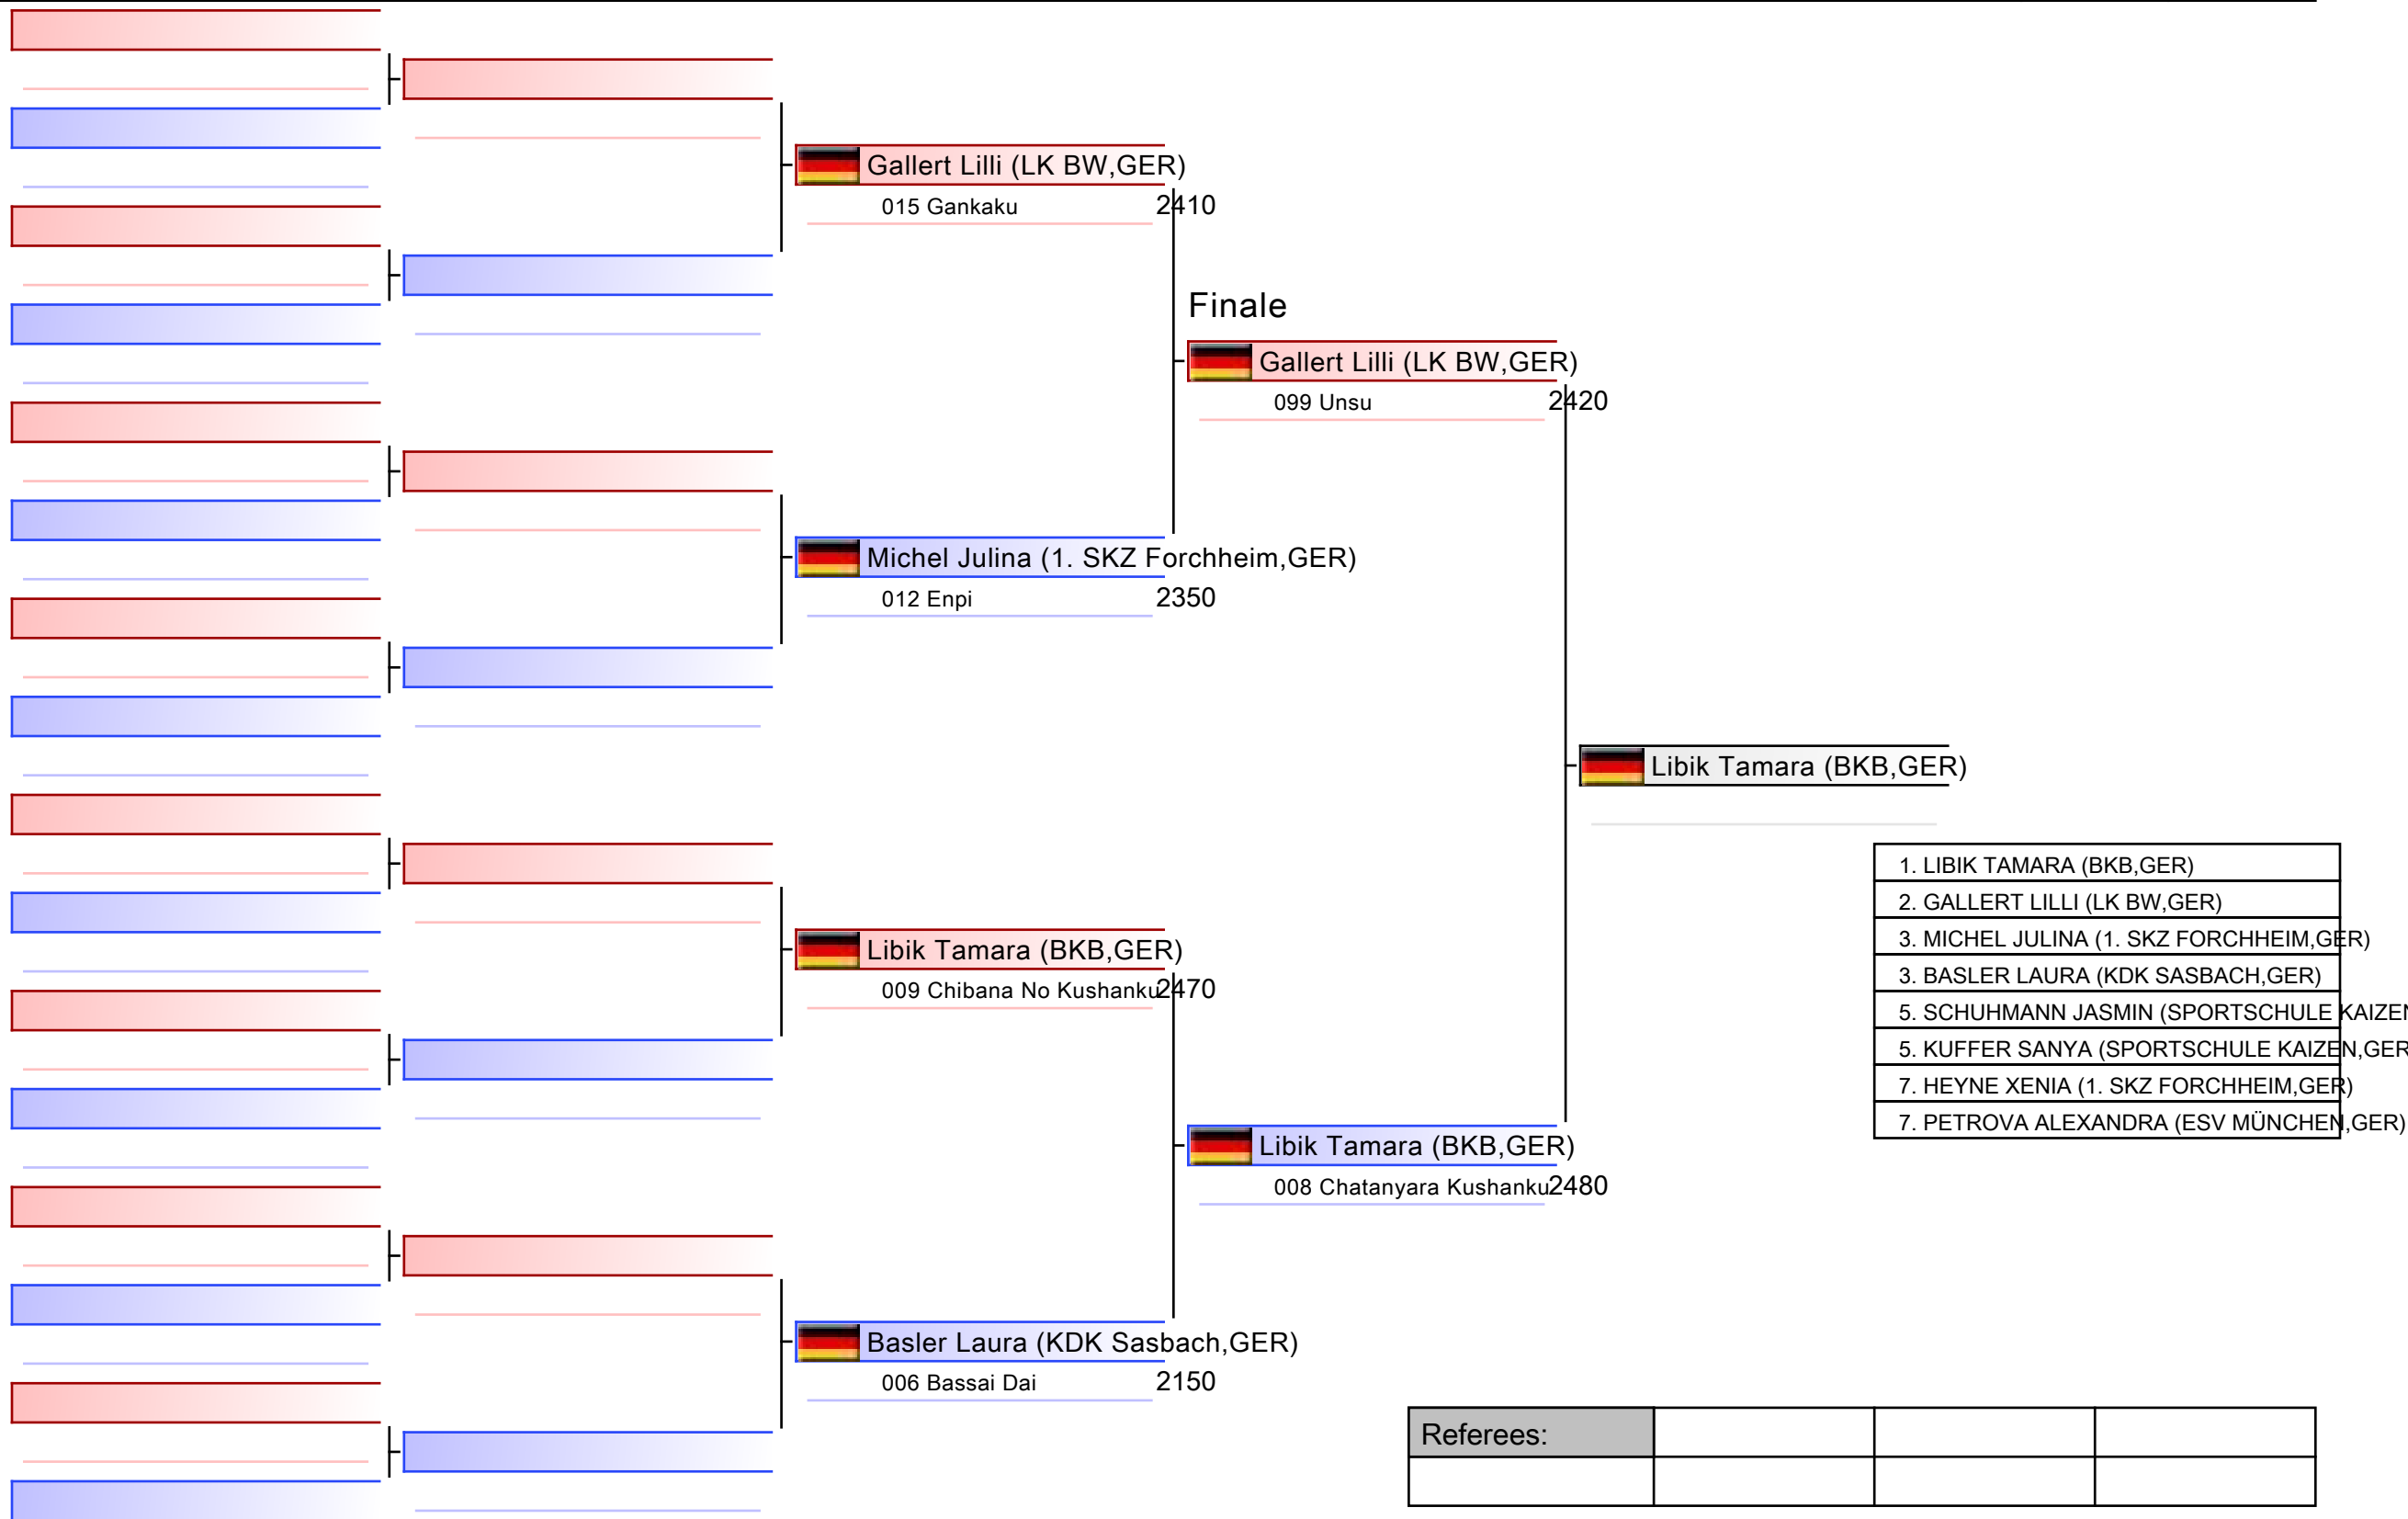 Gallert Lilli (LK BW,GER)
015 Gankaku 2410
Finale
Gallert Lilli (LK BW,GER)
099 Unsu 2420
Michel Julina (1. SKZ Forchheim,GER)
012 Enpi 2350
Libik Tamara (BKB,GER)
1. LIBIK TAMARA (BKB,GER)
2. GALLERT LILLI (LK BW,GER)
3. MICHEL JULINA (1. SKZ FORCHHEIM,GER)
3. BASLER LAURA (KDK SASBACH,GER)
5. SCHUHMANN JASMIN (SPORTSCHULE KAIZEN
5. KUFFER SANYA (SPORTSCHULE KAIZEN,GER
7. HEYNE XENIA (1. SKZ FORCHHEIM,GER)
7. PETROVA ALEXANDRA (ESV MÜNCHEN,GER)
Libik Tamara (BKB,GER)
009 Chibana No Kushanku 2470
Libik Tamara (BKB,GER)
008 Chatanyara Kushanku 2480
Basler Laura (KDK Sasbach,GER)
006 Bassai Dai 2150
Referees: